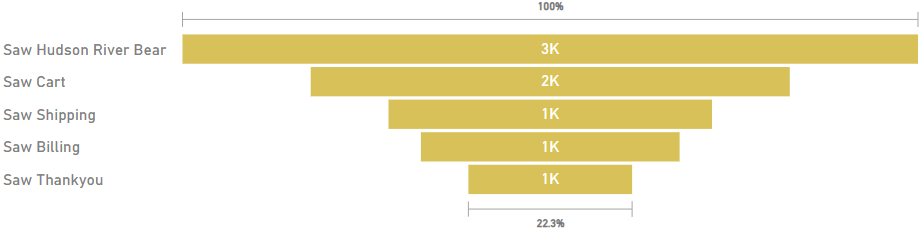 100%
Saw Hudson River Bear 3K
Saw Cart 2K
Saw Shipping 1K
Saw Billing 1K
Saw Thankyou 1K
22.3%